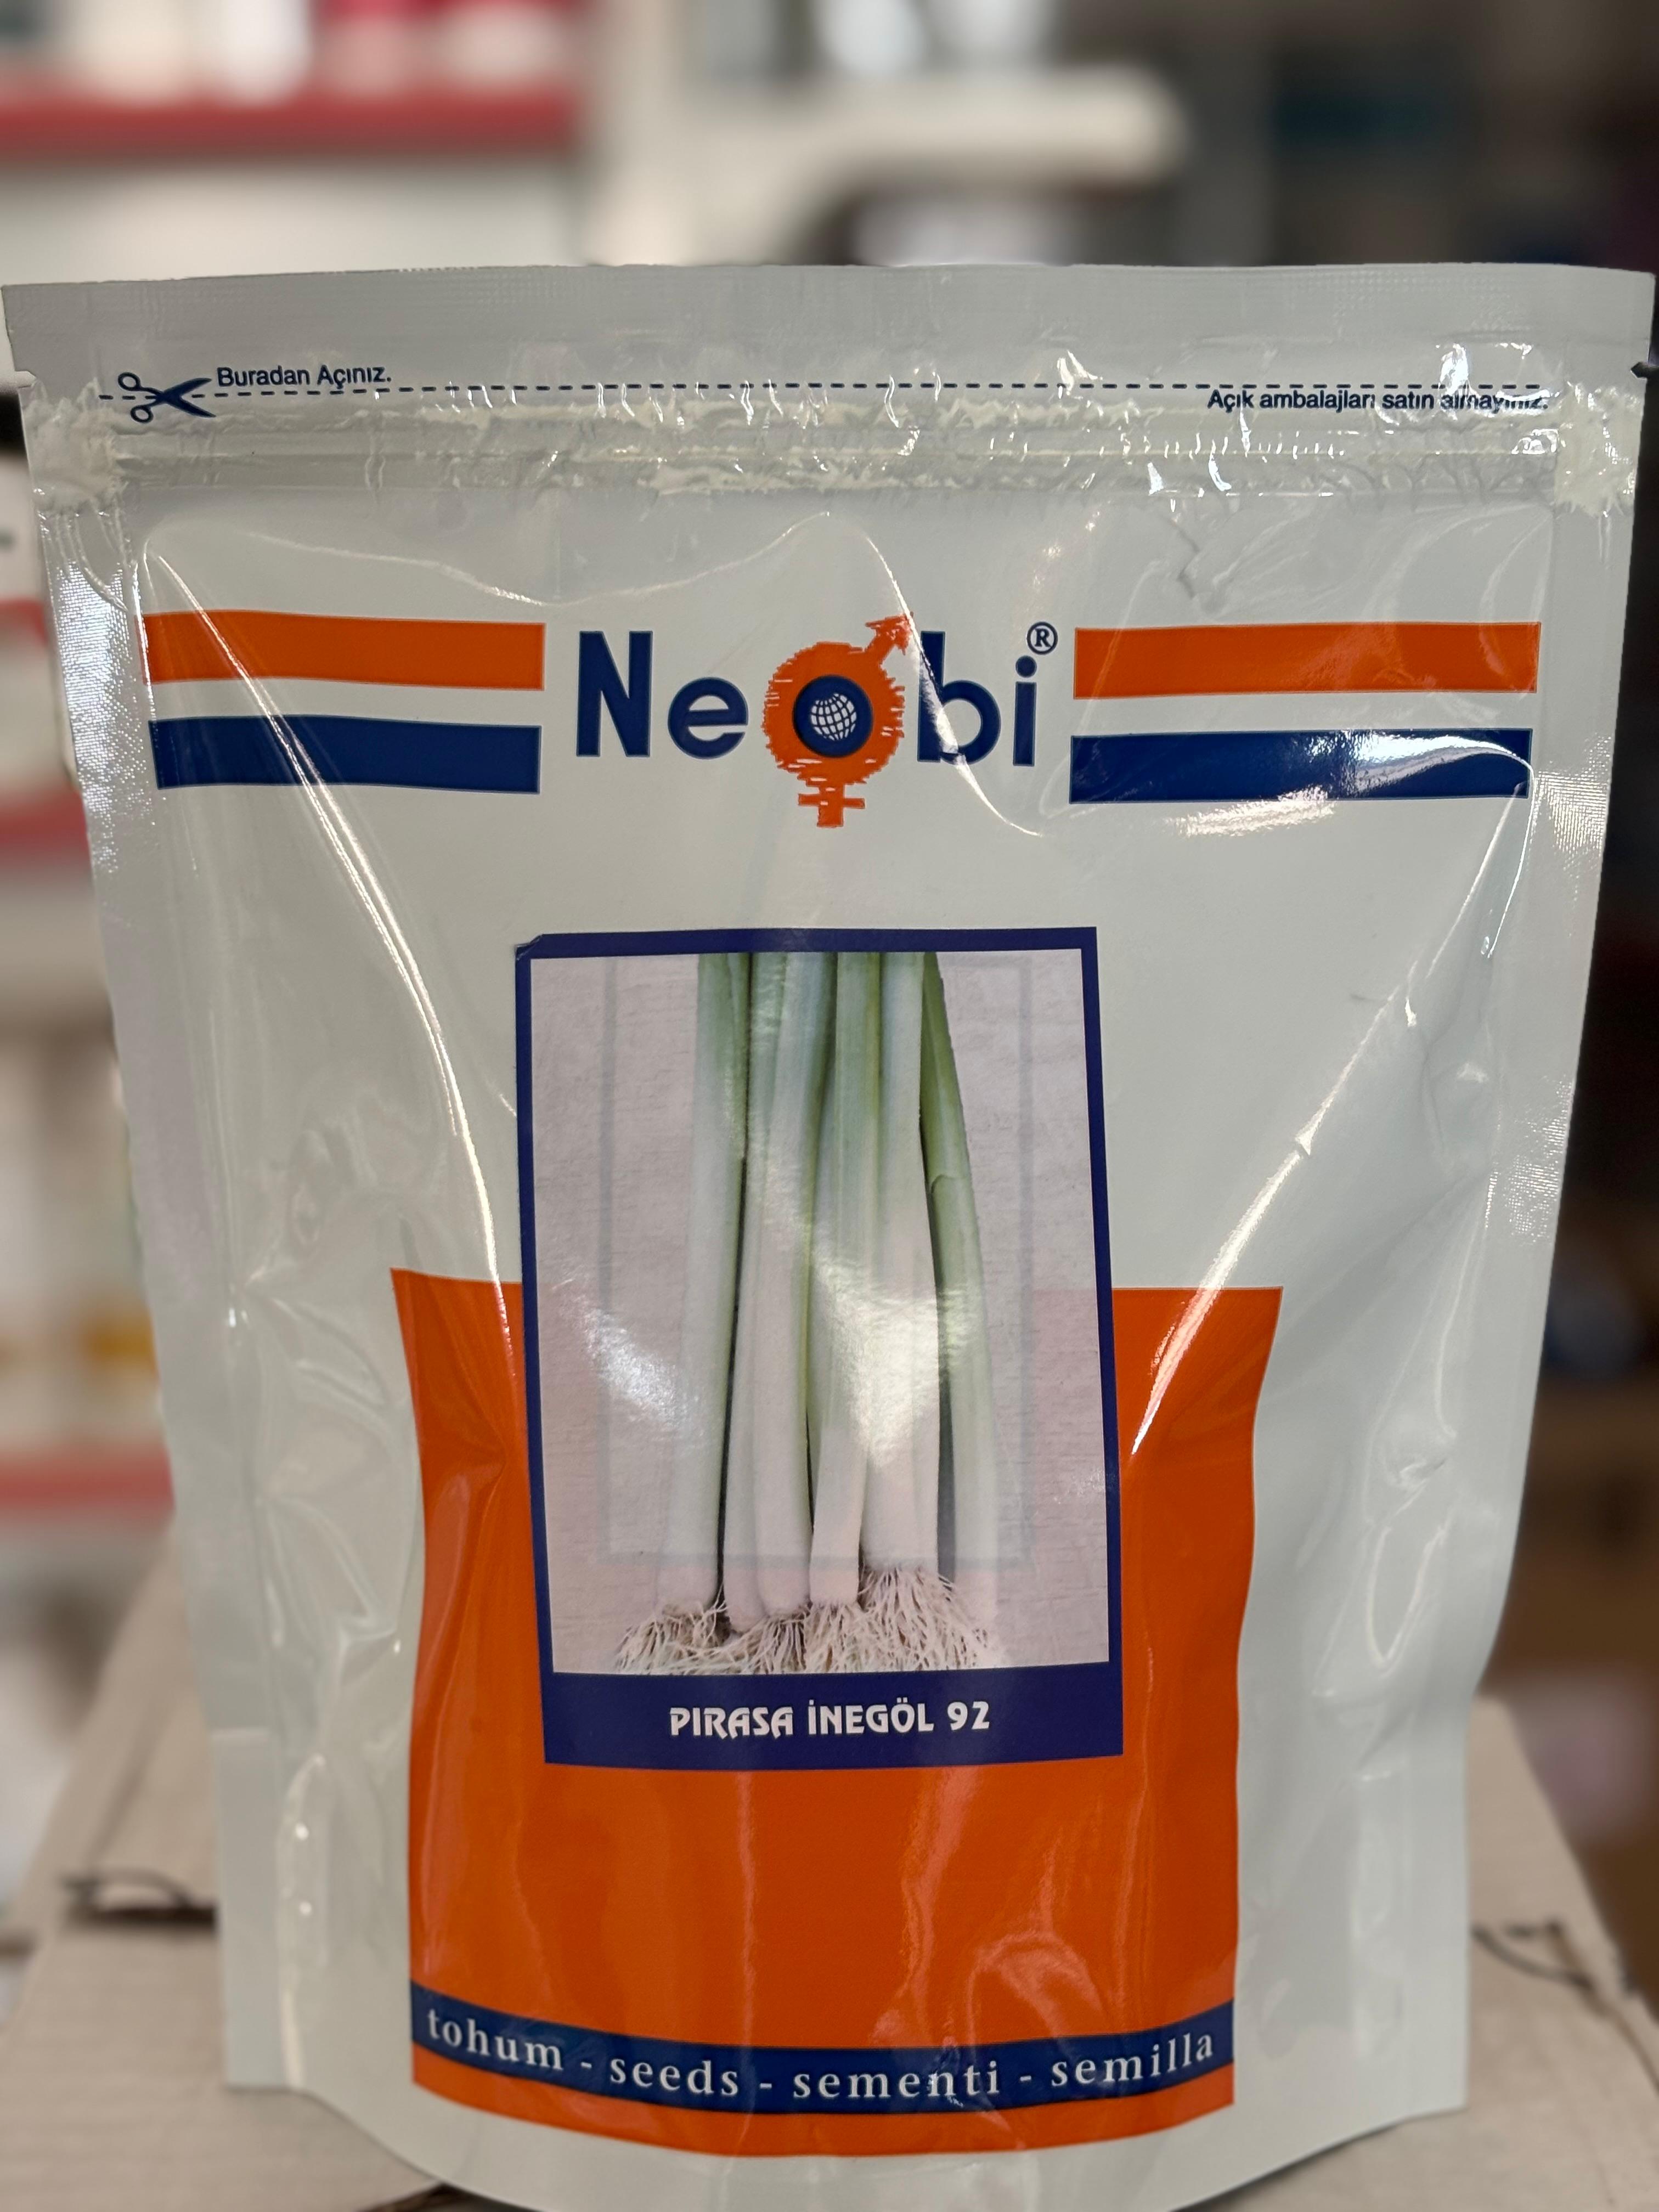 Buradan Açınız.
Açık ambalajları satın almayınız.
Neobi®
PIRASA İNEGÖL 92
tohum - seeds - sementi - semilla